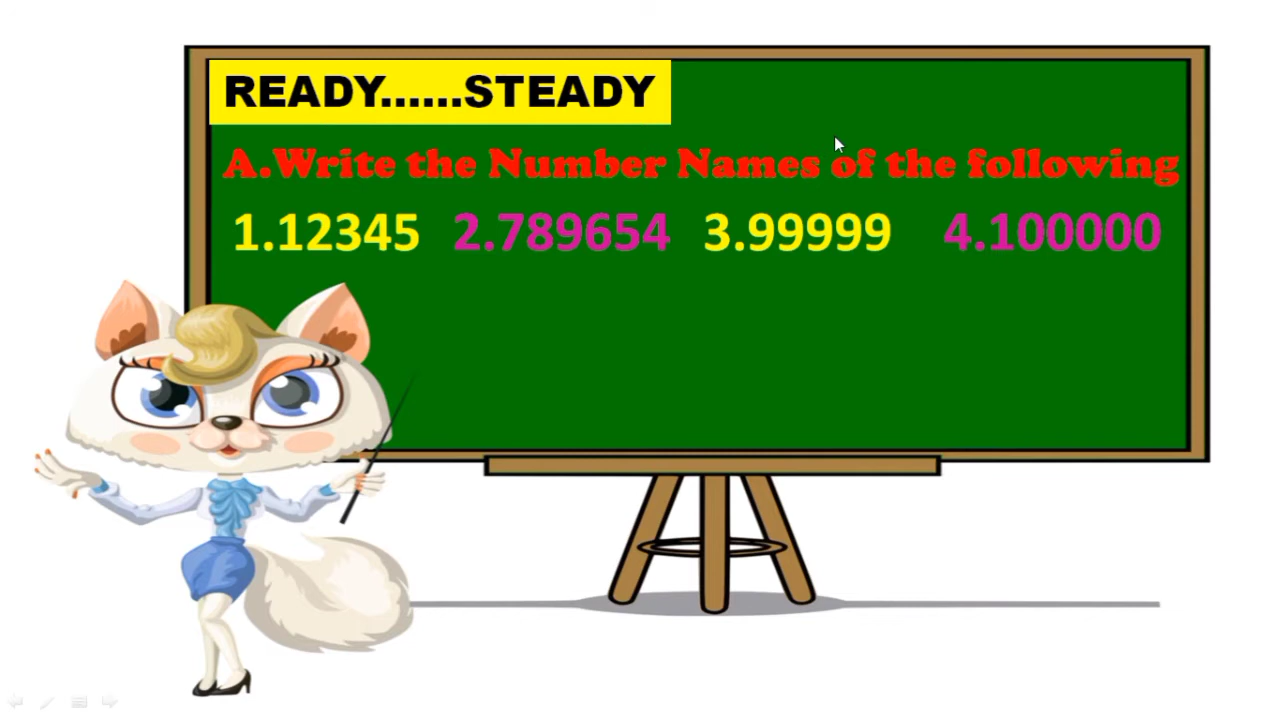 READY......STEADY
A.Write the Number Names of the following
1.12345 2.789654 3.99999 4.100000